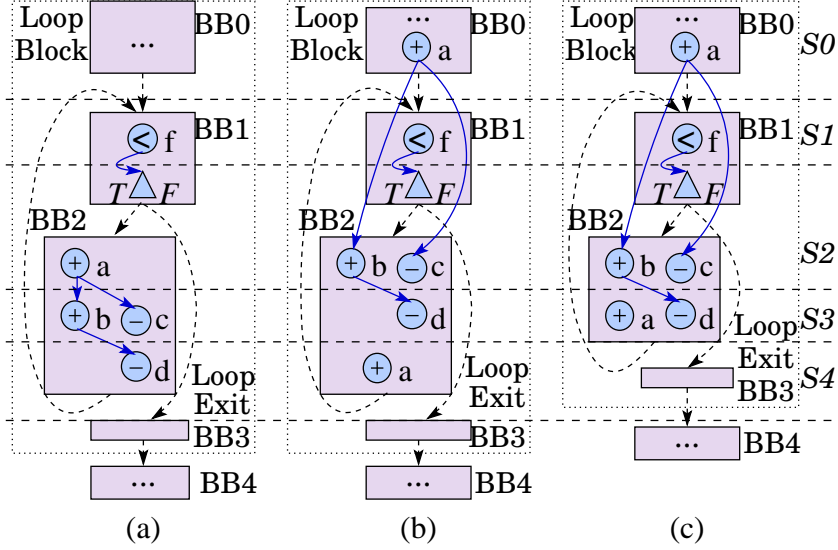 Loop Block
...
BB0
<
f
BB1
T
F
BB2
+
a
+
b
−
c
−
d
Loop Exit
BB3
...
BB4
(a)
Loop Block
...
BB0
+
a
<
f
BB1
T
F
BB2
+
b
−
c
−
d
+
a
Loop Exit
BB3
...
BB4
(b)
Loop Block
...
BB0
+
a
<
f
BB1
T
F
BB2
+
b
−
c
+
a
−
d
Loop Exit
BB3
...
BB4
(c)
S0
S1
S2
S3
S4